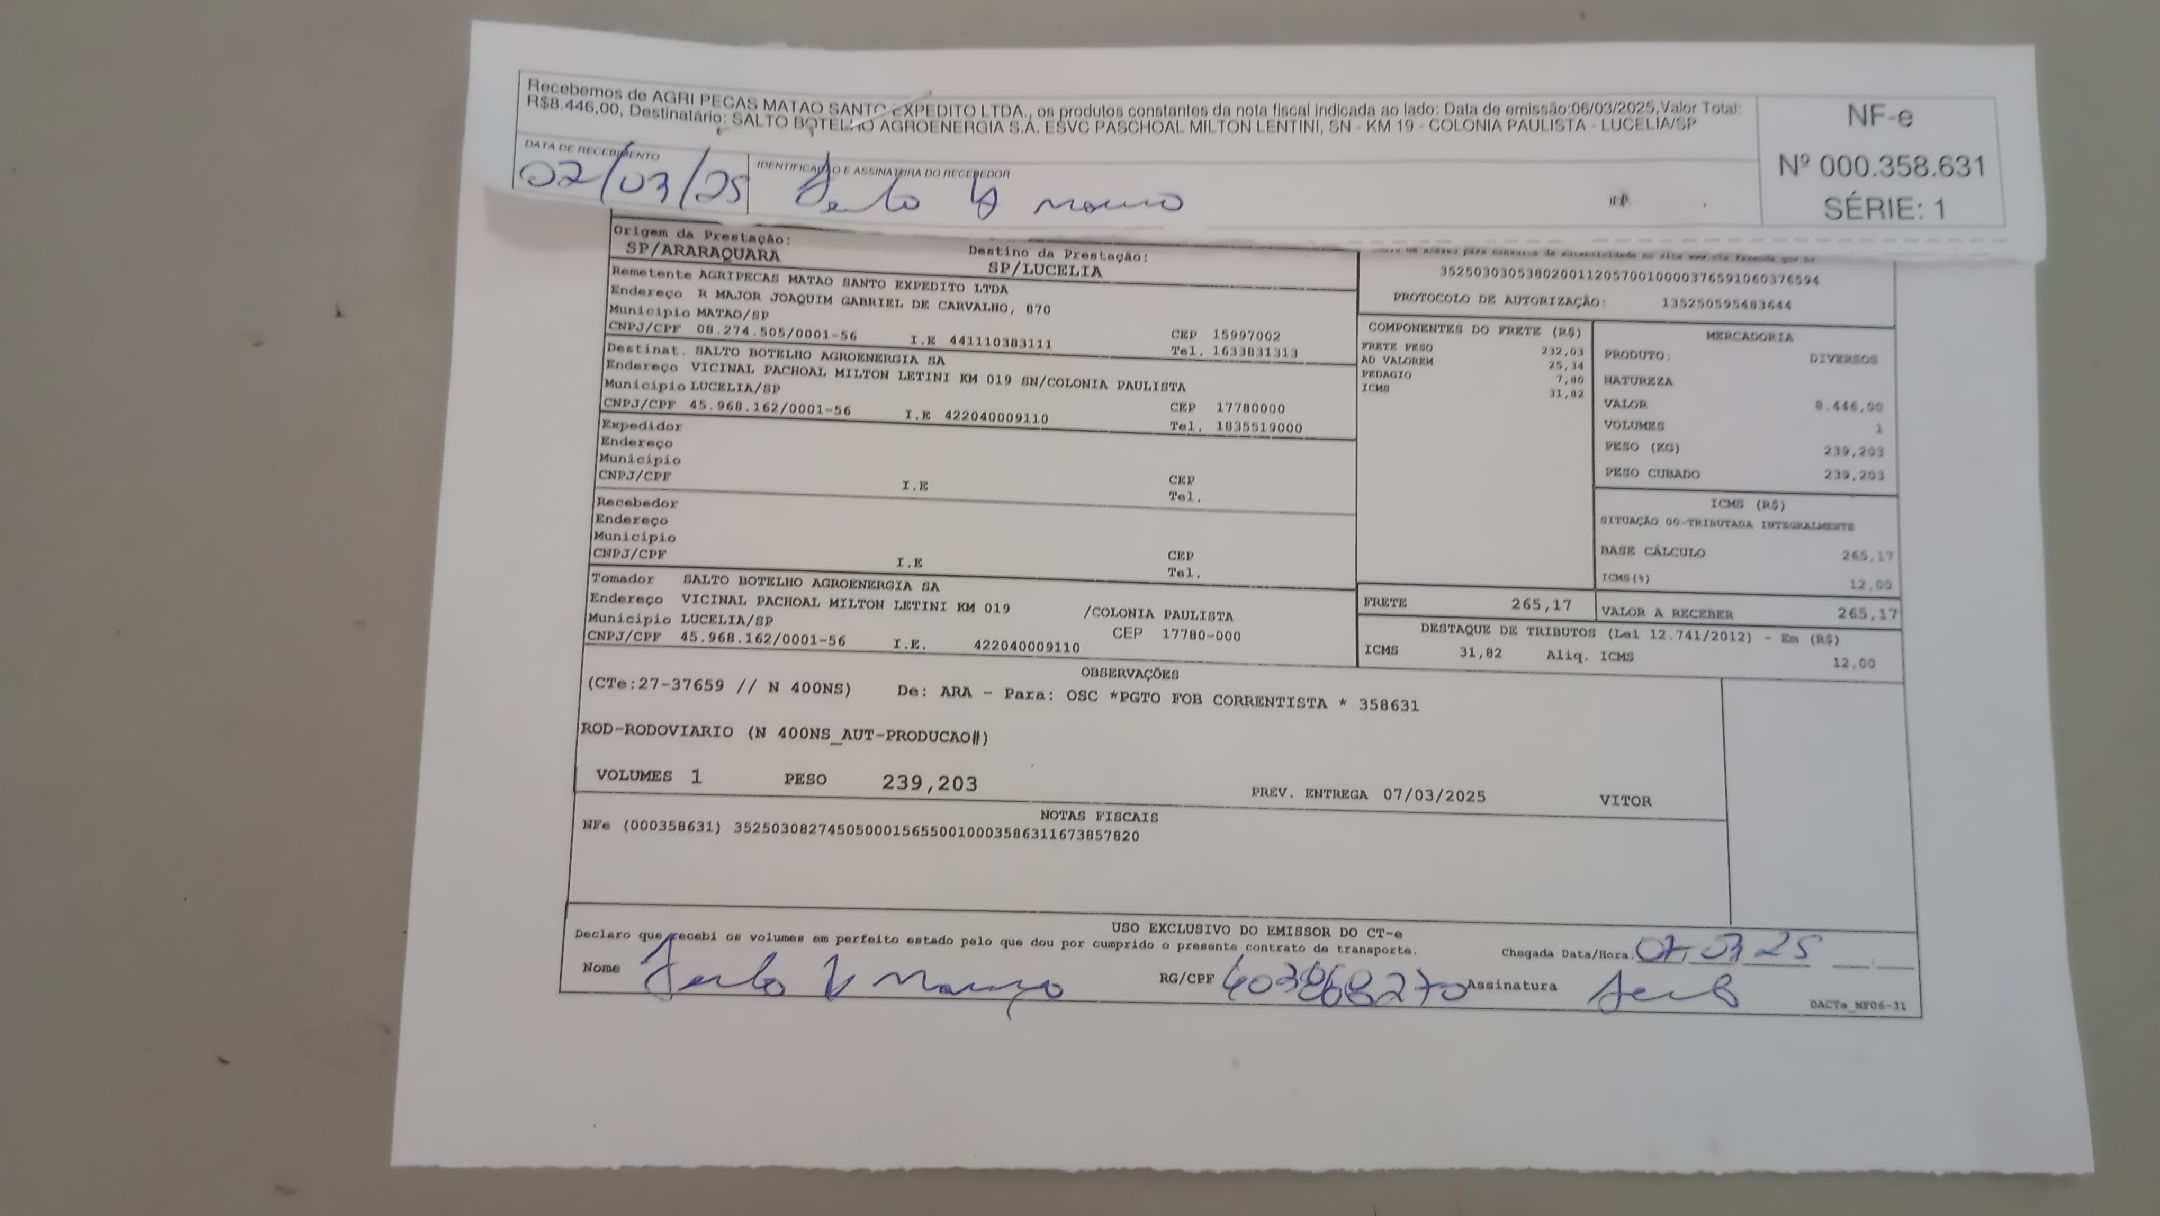 Recebemos de AGRI PECAS MATAO SANTO EXPEDITO LTDA., os produtos constantes da nota fiscal indicada ao lado: Data de emissão:06/03/2025,Valor Total:
R$8.446,00, Destinatário: SALTO BOTELHO AGROENERGIA S.A. ESVC PASCHOAL MILTON LENTINI, SN - KM 19 - COLONIA PAULISTA - LUCELIA/SP
NF-e
Nº 000.358.631
SÉRIE: 1
DATA DE RECEBIMENTO
IDENTIFICAÇÃO E ASSINATURA DO RECEBEDOR
/03/25
Origem da Prestação:
SP/ARARAQUARA
Destino da Prestação:
SP/LUCELIA
35250303053802001120570010000376591060376594
PROTOCOLO DE AUTORIZAÇÃO: 135250595483644
Remetente AGRIPECAS MATAO SANTO EXPEDITO LTDA
Endereço R MAJOR JOAQUIM GABRIEL DE CARVALHO, 870
Município MATAO/SP CEP 15997002
CNPJ/CPF 08.274.505/0001-56 I.E 441110383111 Tel. 1633831313
Destinat. SALTO BOTELHO AGROENERGIA SA
Endereço VICINAL PACHOAL MILTON LETINI KM 019 SN/COLONIA PAULISTA
Município LUCELIA/SP CEP 17780000
CNPJ/CPF 45.968.162/0001-56 I.E 422040009110 Tel. 1835519000
Expedidor
Endereço
Município CEP
CNPJ/CPF I.E Tel.
Recebedor
Endereço
Município CEP
CNPJ/CPF I.E Tel.
Tomador SALTO BOTELHO AGROENERGIA SA
Endereço VICINAL PACHOAL MILTON LETINI KM 019 /COLONIA PAULISTA
Município LUCELIA/SP CEP 17780-000
CNPJ/CPF 45.968.162/0001-56 I.E. 422040009110
COMPONENTES DO FRETE (R$)
FRETE PESO 232,03
AD VALOREM 25,34
PEDAGIO 7,80
ICMS 31,82
MERCADORIA
PRODUTO: DIVERSOS
NATUREZA
VALOR 8.446,00
VOLUMES 1
PESO (KG) 239,203
PESO CUBADO 239,203
ICMS (R$)
SITUAÇÃO 00-TRIBUTADA INTEGRALMENTE
BASE CÁLCULO 265,17
ICMS(%) 12,00
FRETE 265,17
VALOR A RECEBER 265,17
DESTAQUE DE TRIBUTOS (Lei 12.741/2012) - Em (R$)
ICMS 31,82 Aliq. ICMS 12,00
OBSERVAÇÕES
(CTe:27-37659 // N 400NS) De: ARA - Para: OSC *PGTO FOB CORRENTISTA * 358631
ROD-RODOVIARIO (N 400NS_AUT-PRODUCAO#)
VOLUMES 1 PESO 239,203 PREV. ENTREGA 07/03/2025 VITOR
NOTAS FISCAIS
NFe (000358631) 35250308274505000156550010003586311673857820
USO EXCLUSIVO DO EMISSOR DO CT-e
Declaro que recebi os volumes em perfeito estado pelo que dou por cumprido o presente contrato de transporte.
Chegada Data/Hora: 07,03 25
Nome
RG/CPF
Assinatura
DACTe_MF06-31